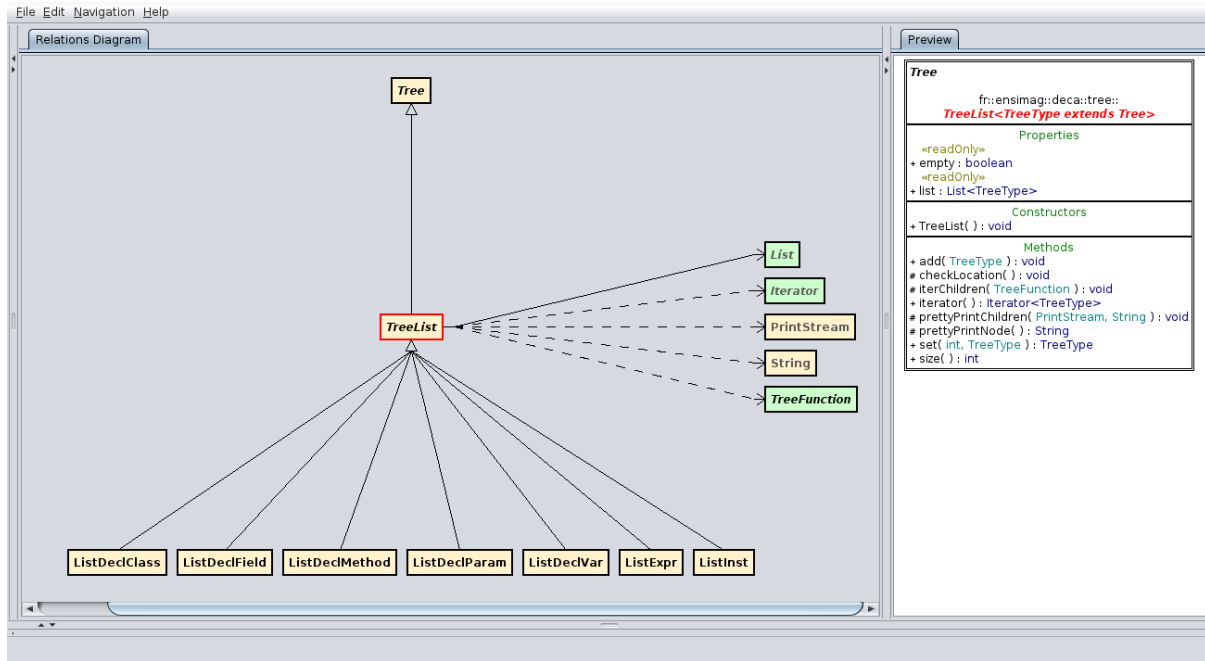 File Edit Navigation Help
Relations Diagram
Tree
List
Iterator
TreeList
PrintStream
String
TreeFunction
ListDeclClass ListDeclField ListDeclMethod ListDeclParam ListDeclVar ListExpr ListInst
Preview
Tree
fr::ensimag::deca::tree::
TreeList<TreeType extends Tree>
Properties
«readOnly»
+ empty : boolean
«readOnly»
+ list : List<TreeType>
Constructors
+ TreeList( ) : void
Methods
+ add( TreeType ) : void
# checkLocation( ) : void
# iterChildren( TreeFunction ) : void
+ iterator( ) : Iterator<TreeType>
# prettyPrintChildren( PrintStream, String ) : void
# prettyPrintNode( ) : String
+ set( int, TreeType ) : TreeType
+ size( ) : int